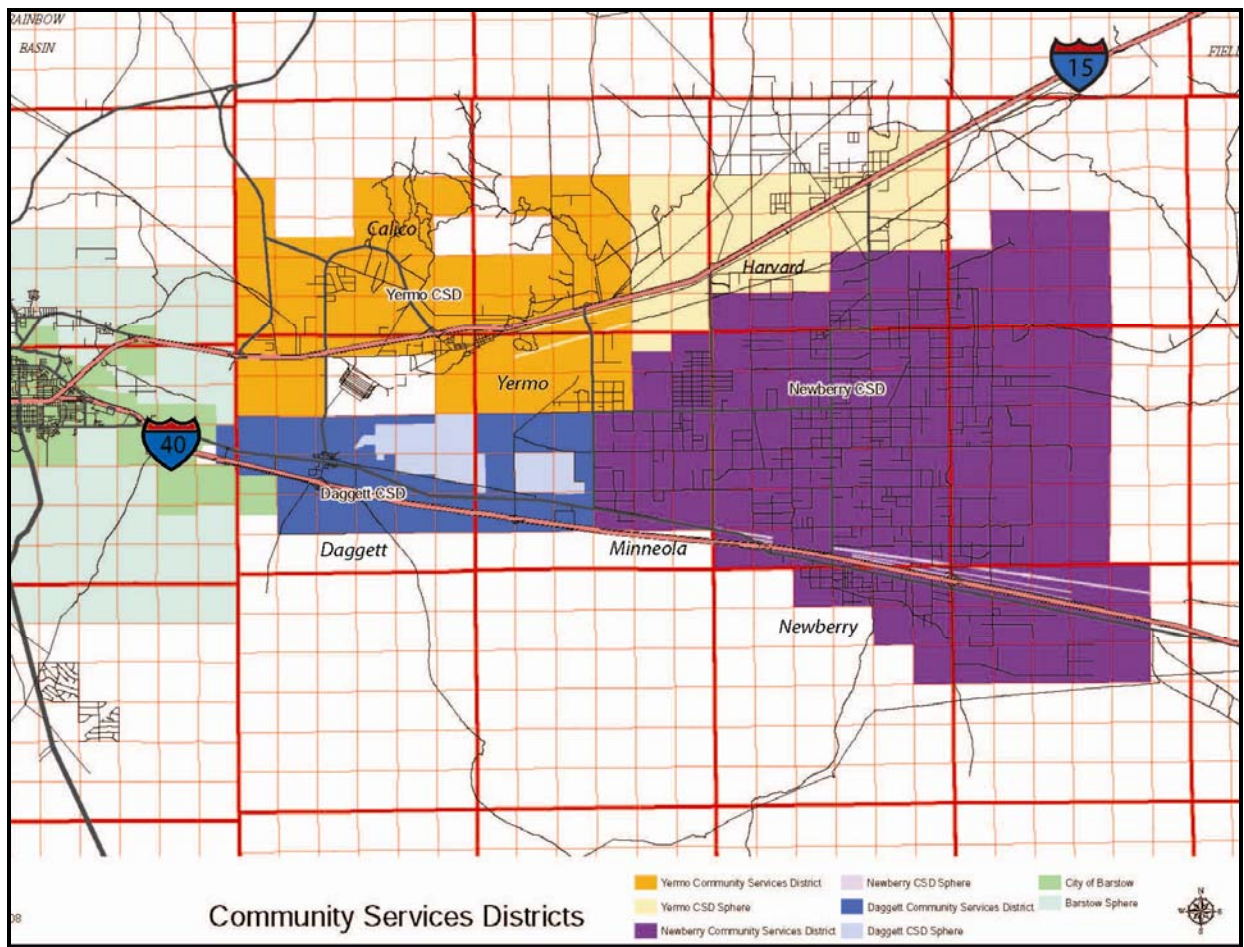 RAINBOW
BASIN
FIEL
15
Calico
Harvard
Yermo CSD
Yermo
Newberry CSD
40
Daggett-CSD
Daggett
Minneola
Newberry
08
Community Services Districts
Yermo Community Services District
Yermo CSD Sphere
Newberry Community Services District
Newberry CSD Sphere
Daggett Community Services District
Daggett CSD Sphere
City of Barstow
Barstow Sphere
N
W
E
S